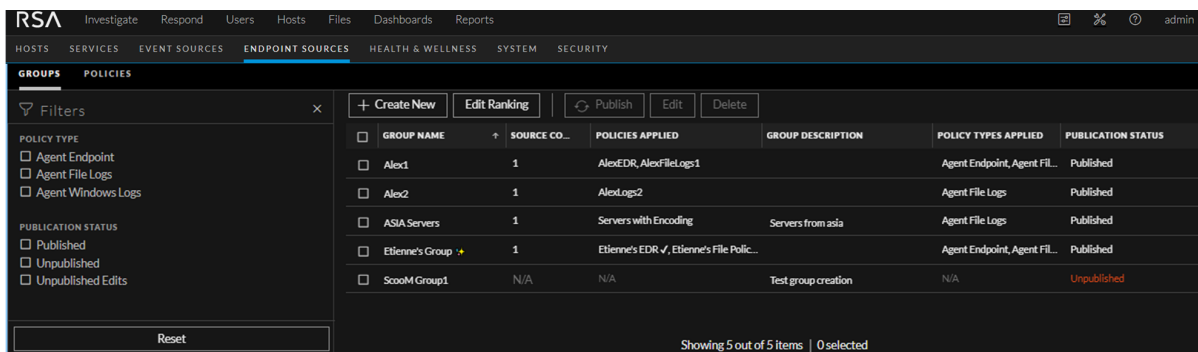 RSA Investigate Respond Users Hosts Files Dashboards Reports admin
HOSTS SERVICES EVENT SOURCES ENDPOINT SOURCES HEALTH & WELLNESS SYSTEM SECURITY
GROUPS POLICIES
Filters
POLICY TYPE
Agent Endpoint
Agent File Logs
Agent Windows Logs
PUBLICATION STATUS
Published
Unpublished
Unpublished Edits
Reset
+ Create New Edit Ranking Publish Edit Delete
GROUP NAME ↑ SOURCE CO... POLICIES APPLIED GROUP DESCRIPTION POLICY TYPES APPLIED PUBLICATION STATUS
Alex1 1 AlexEDR, AlexFileLogs1 Agent Endpoint, Agent Fil... Published
Alex2 1 AlexLogs2 Agent File Logs Published
ASIA Servers 1 Servers with Encoding Servers from asia Agent File Logs Published
Etienne's Group ✨ 1 Etienne's EDR ✓, Etienne's File Polic... Agent Endpoint, Agent Fil... Published
ScooM Group1 N/A N/A Test group creation N/A Unpublished
Showing 5 out of 5 items | 0 selected